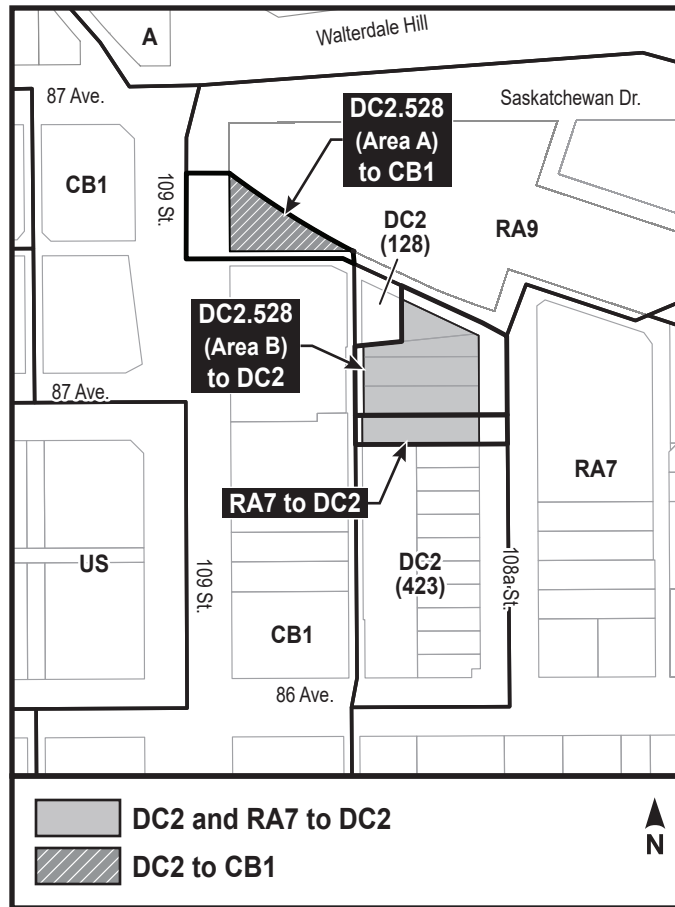 A
Walterdale Hill
87 Ave.
Saskatchewan Dr.
DC2.528
(Area A)
to CB1
CB1
109 St.
DC2
(128)
RA9
DC2.528
(Area B)
to DC2
87 Ave.
RA7
RA7 to DC2
US
109 St.
DC2
(423)
108a St.
CB1
86 Ave.
DC2 and RA7 to DC2
DC2 to CB1
N